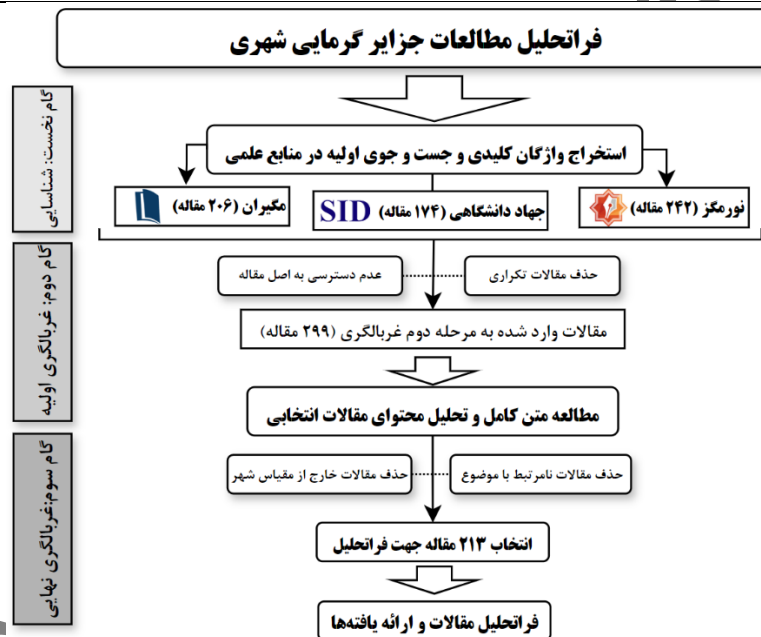 فراتحلیل مطالعات جزایر گرمایی شهری
گام نخست: شناسایی
استخراج واژگان کلیدی و جست و جوی اولیه در منابع علمی
نورمگز (۲۴۲ مقاله)
جهاد دانشگاهی (۱۷۴ مقاله) SID
مگیران (۲۰۶ مقاله)
گام دوم: غربالگری اولیه
حذف مقالات تکراری
عدم دسترسی به اصل مقاله
مقالات وارد شده به مرحله دوم غربالگری (۲۹۹ مقاله)
مطالعه متن کامل و تحلیل محتوای مقالات انتخابی
گام سوم:غربالگری نهایی
حذف مقالات نامرتبط با موضوع
حذف مقالات خارج از مقیاس شهر
انتخاب ۲۱۳ مقاله جهت فراتحلیل
فراتحلیل مقالات و ارائه یافته‌ها